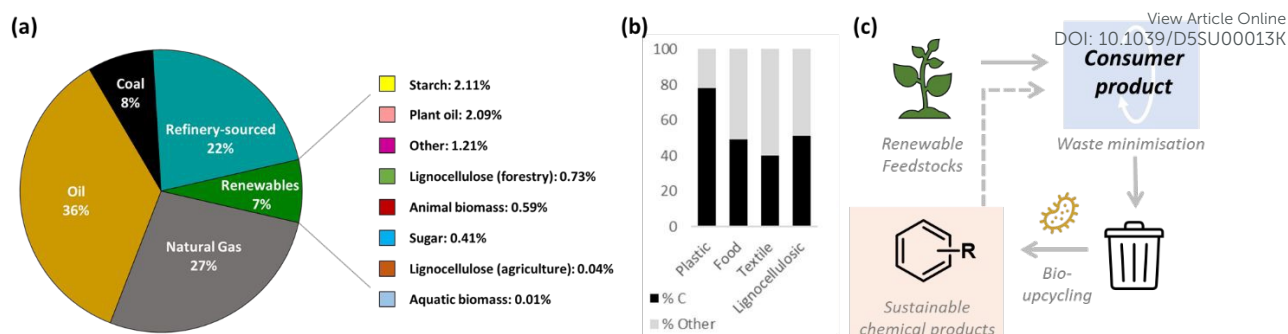 (a)
Coal
8%
Refinery-sourced
22%
Oil
36%
Renewables
7%
Natural Gas
27%
Starch: 2.11%
Plant oil: 2.09%
Other: 1.21%
Lignocellulose (forestry): 0.73%
Animal biomass: 0.59%
Sugar: 0.41%
Lignocellulose (agriculture): 0.04%
Aquatic biomass: 0.01%
(b)
100
80
60
40
20
0
Plastic
Food
Textile
Lignocellulosic
% C
% Other
(c)
View Article Online
DOI: 10.1039/D5SU00013K
Consumer
product
Renewable
Feedstocks
Waste minimisation
R
Bio-
upcycling
Sustainable
chemical products